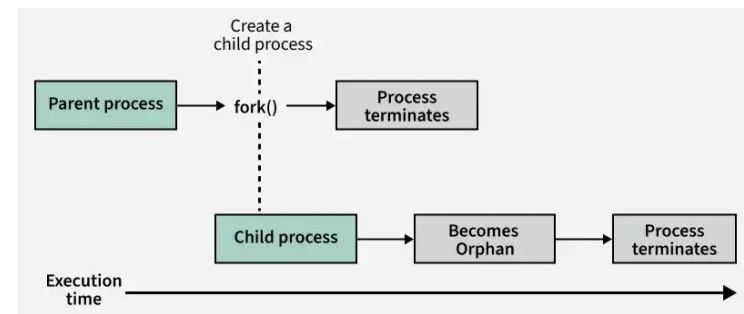 Create a
child process
Parent process
fork()
Process
terminates
Child process
Becomes
Orphan
Process
terminates
Execution
time